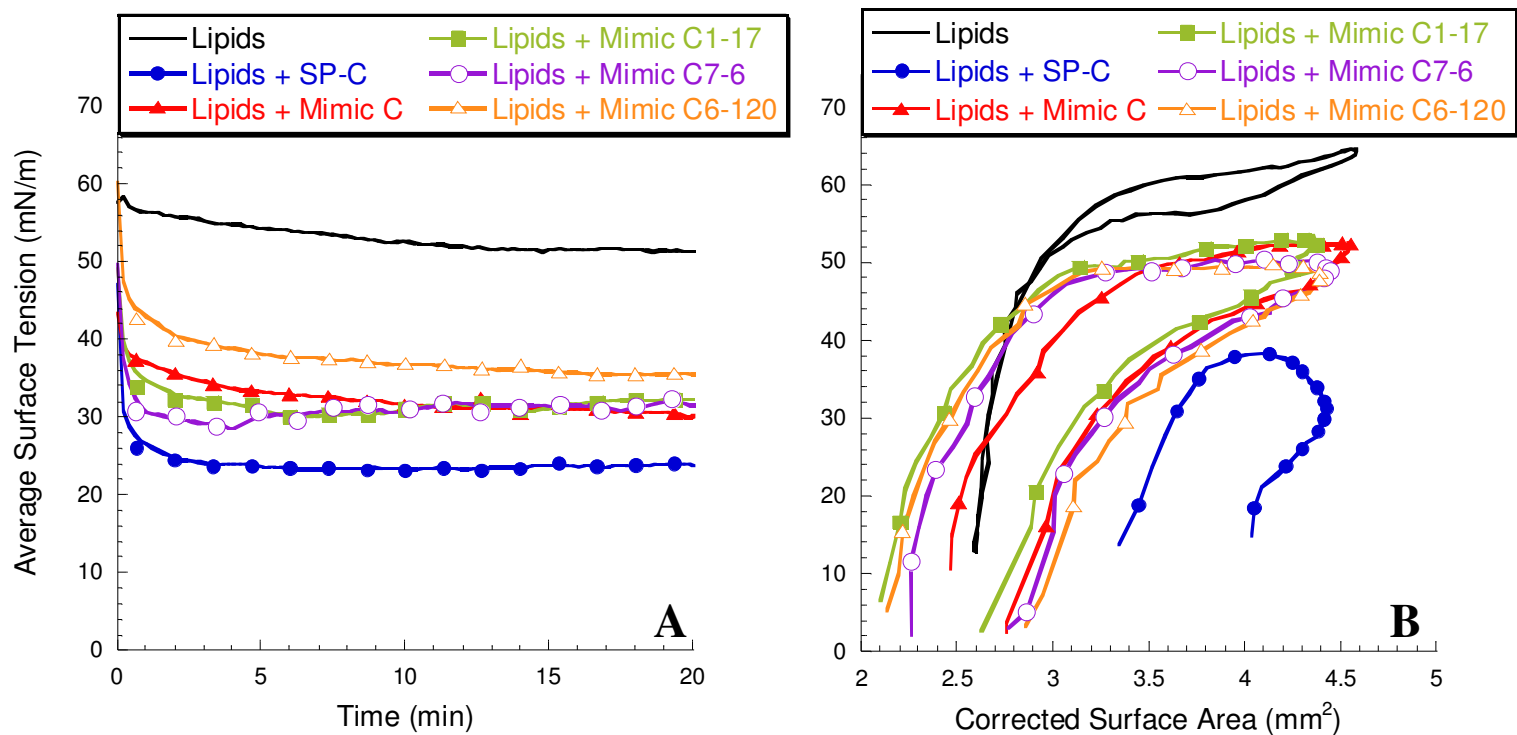 Lipids
Lipids + SP-C
Lipids + Mimic C
Lipids + Mimic C1-17
Lipids + Mimic C7-6
Lipids + Mimic C6-120
Average Surface Tension (mN/m)
70
60
50
40
30
20
10
0
0 5 10 15 20
Time (min)
A
Lipids
Lipids + SP-C
Lipids + Mimic C
Lipids + Mimic C1-17
Lipids + Mimic C7-6
Lipids + Mimic C6-120
70
60
50
40
30
20
10
0
2 2.5 3 3.5 4 4.5 5
Corrected Surface Area (mm²)
B